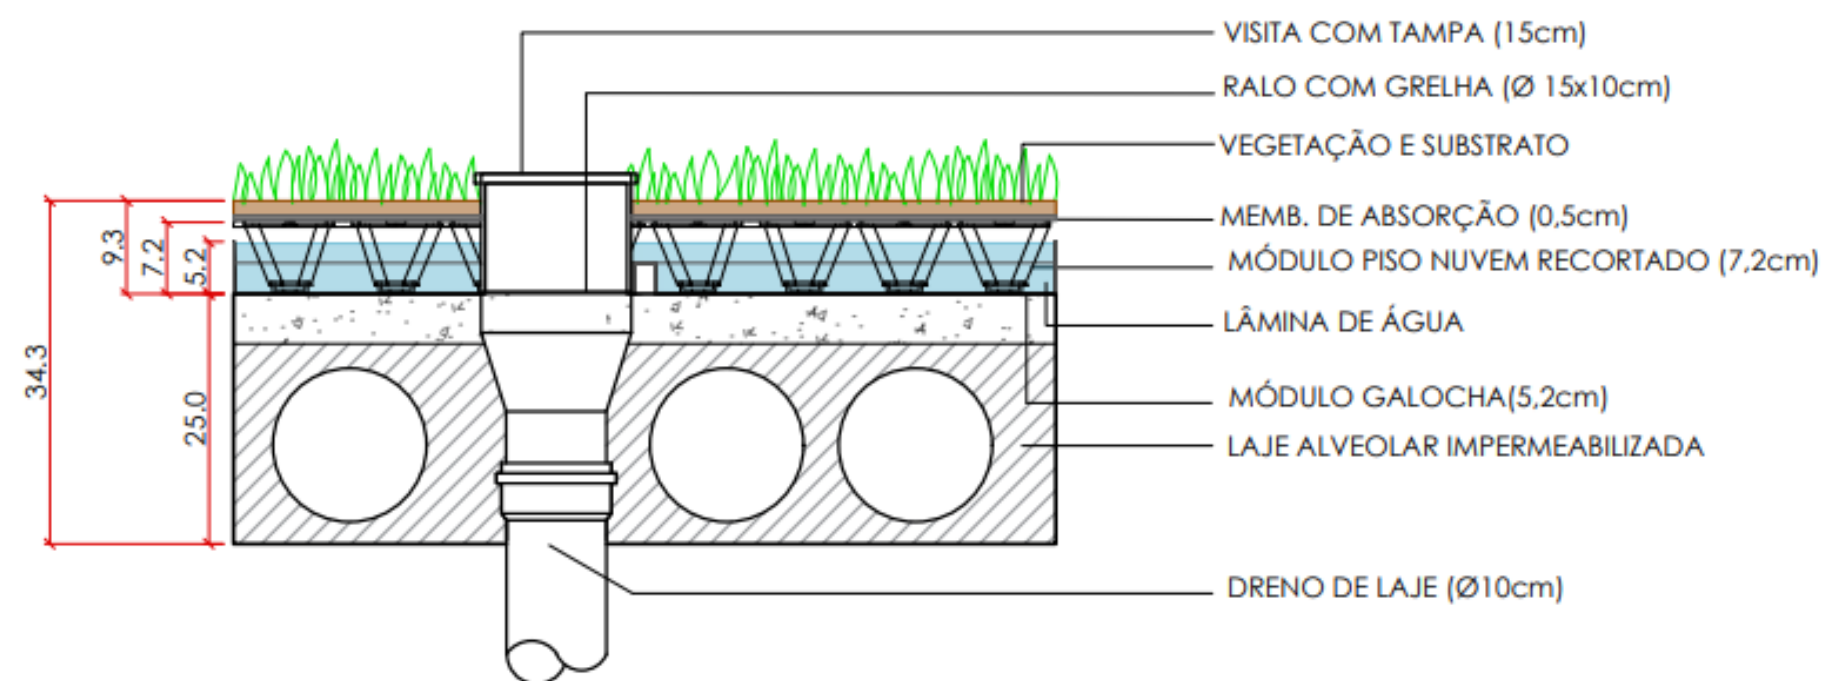 VISITA COM TAMPA (15cm)
RALO COM GRELHA (Ø 15x10cm)
VEGETAÇÃO E SUBSTRATO
MEMB. DE ABSORÇÃO (0,5cm)
MÓDULO PISO NUVEM RECORTADO (7,2cm)
LÂMINA DE ÁGUA
MÓDULO GALOCHA(5,2cm)
LAJE ALVEOLAR IMPERMEABILIZADA
DRENO DE LAJE (Ø10cm)
34.3
9.3
7.2
5.2
25.0